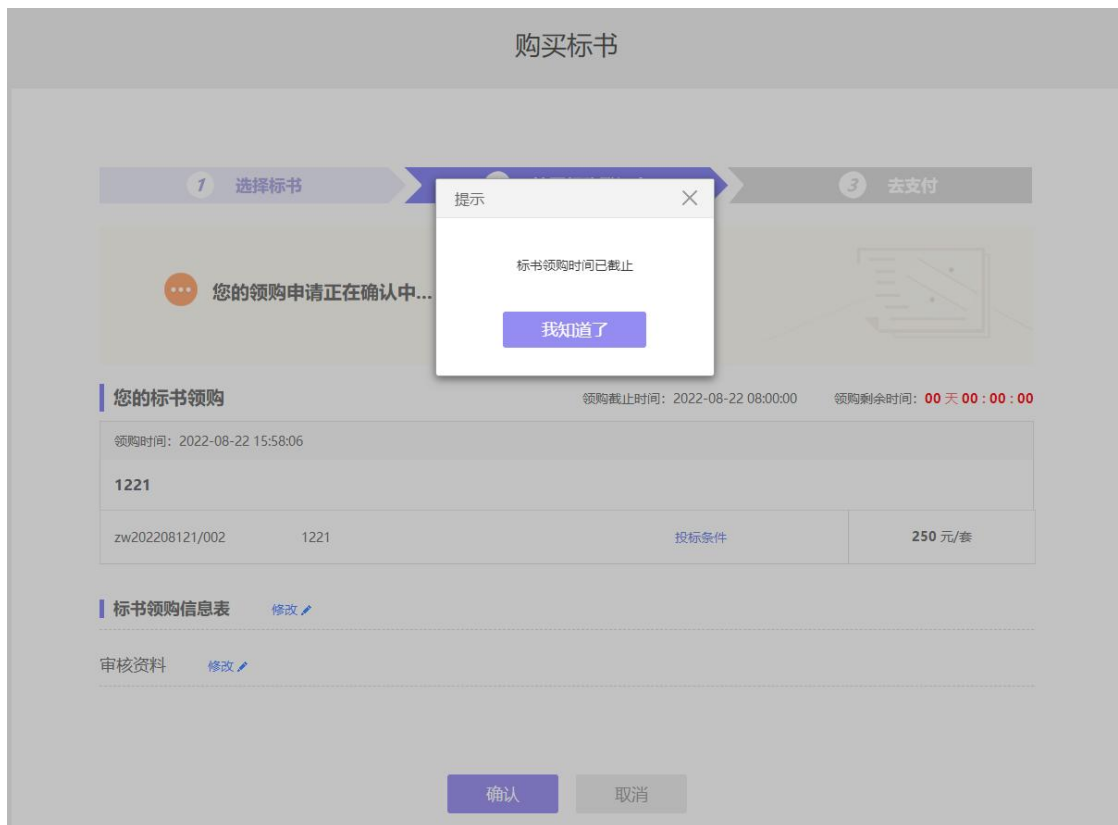 购买标书
1 选择标书
3 去支付
提示
标书领购时间已截止
我知道了
您的领购申请正在确认中...
您的标书领购 领购截止时间：2022-08-22 08:00:00 领购剩余时间：00 天 00 : 00 : 00
领购时间：2022-08-22 15:58:06
1221
zw202208121/002 1221 投标条件 250 元/套
标书领购信息表 修改
审核资料 修改
确认 取消